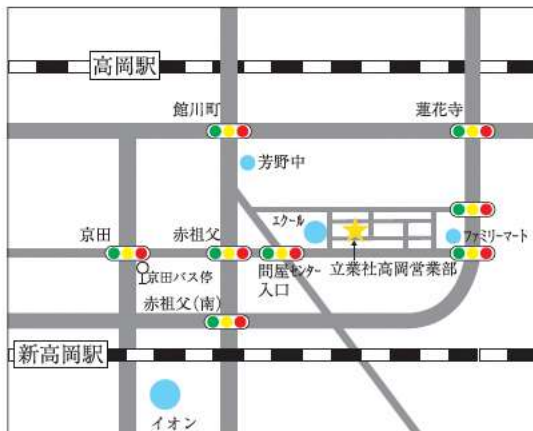 高岡駅
館川町
蓮花寺
芳野中
エクール
京田
赤祖父
ファミリーマート
京田バス停
問屋センター
入口
立業社高岡営業部
赤祖父(南)
新高岡駅
イオン